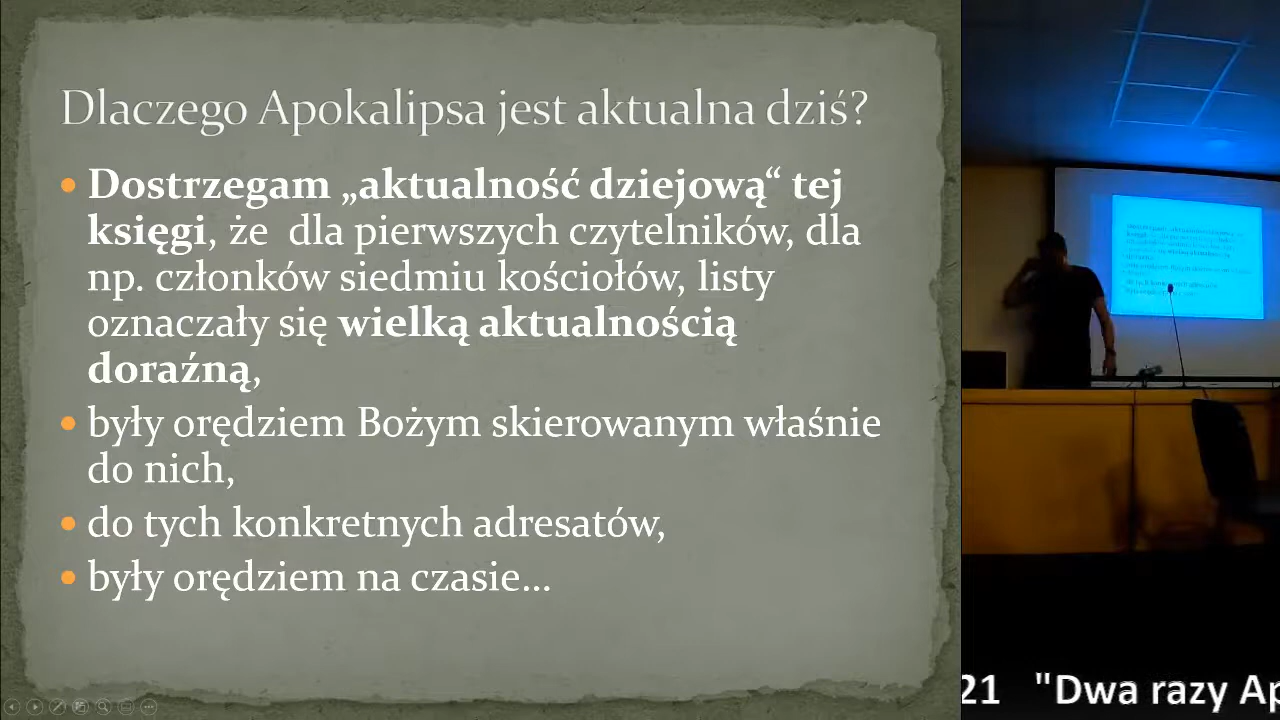 Dlaczego Apokalipsa jest aktualna dziś?
• Dostrzegam „aktualność dziejową“ tej
księgi, że  dla pierwszych czytelników, dla
np. członków siedmiu kościołów, listy
oznaczały się wielką aktualnością
doraźną,
• były orędziem Bożym skierowanym właśnie
do nich,
• do tych konkretnych adresatów,
• były orędziem na czasie...
21 "Dwa razy Ap